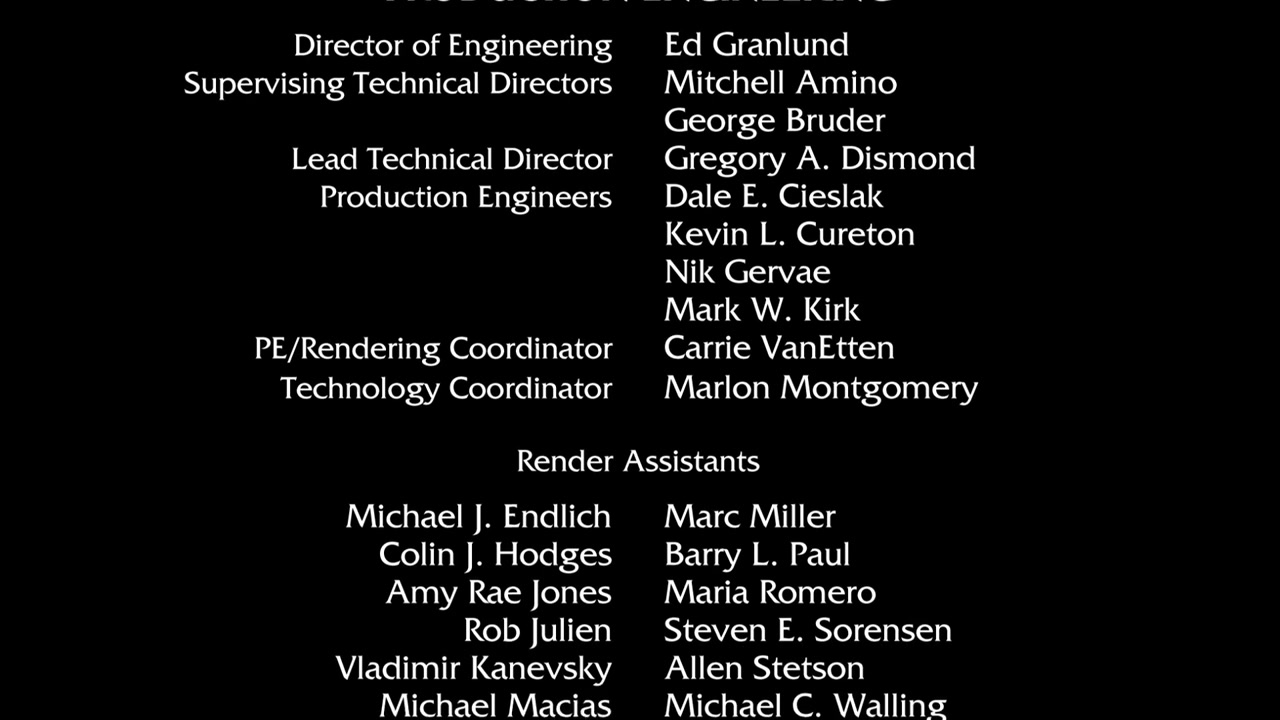 PRODUCTION ENGINEERING
Director of Engineering Ed Granlund
Supervising Technical Directors Mitchell Amino
George Bruder
Lead Technical Director Gregory A. Dismond
Production Engineers Dale E. Cieslak
Kevin L. Cureton
Nik Gervae
Mark W. Kirk
PE/Rendering Coordinator Carrie VanEtten
Technology Coordinator Marlon Montgomery
Render Assistants
Michael J. Endlich Marc Miller
Colin J. Hodges Barry L. Paul
Amy Rae Jones Maria Romero
Rob Julien Steven E. Sorensen
Vladimir Kanevsky Allen Stetson
Michael Macias Michael C. Walling